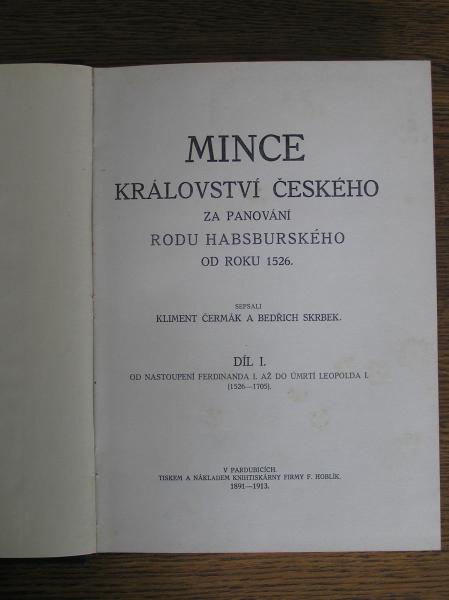 MINCE
KRÁLOVSTVÍ ČESKÉHO
ZA PANOVÁNÍ
RODU HABSBURSKÉHO
OD ROKU 1526.
SEPSALI
KLIMENT ČERMÁK A BEDŘICH SKRBEK.
DÍL I.
OD NASTOUPENÍ FERDINANDA I. AŽ DO ÚMRTÍ LEOPOLDA I.
(1526—1705).
V PARDUBICÍCH.
TISKEM A NÁKLADEM KNIHTISKÁRNY FIRMY F. HOBLÍK.
1891—1913.